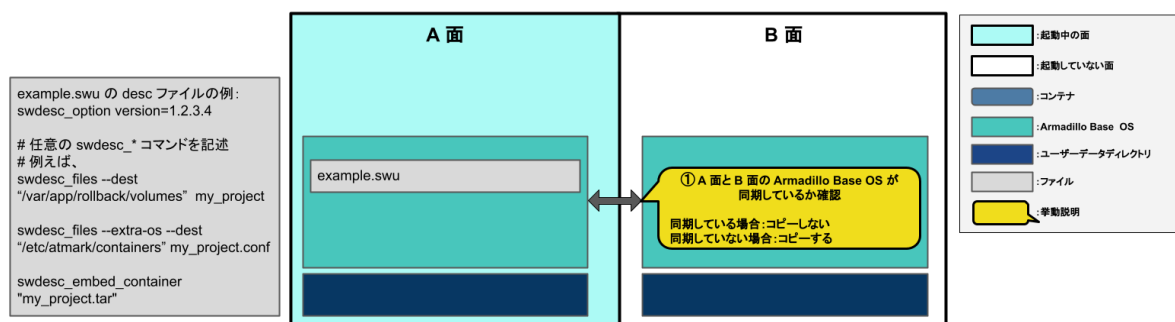 A 面
B 面
example.swu の desc ファイルの例：
swdesc_option version=1.2.3.4
# 任意の swdesc_* コマンドを記述
# 例えば、
swdesc_files --dest
“/var/app/rollback/volumes” my_project
swdesc_files --extra-os --dest
“/etc/atmark/containers” my_project.conf
swdesc_embed_container
"my_project.tar"
example.swu
①A 面と B 面の Armadillo Base OS が
同期しているか確認
同期している場合：コピーしない
同期していない場合：コピーする
：起動中の面
：起動していない面
：コンテナ
：Armadillo Base OS
：ユーザーデータディレクトリ
：ファイル
：挙動説明